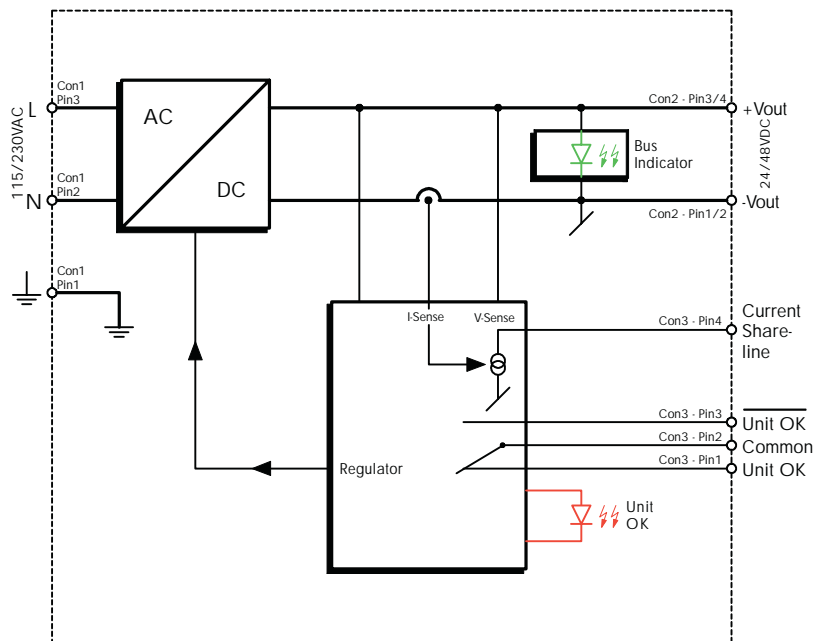 Con1
Pin3
L
115/230VAC
Con1
Pin2
N
Con1
Pin1
AC
DC
Con2 - Pin3/4
+Vout
24/48VDC
Bus
Indicator
-Vout
Con2 - Pin1/2
I-Sense
V-Sense
Con3 - Pin4
Current
Share-
line
Con3 - Pin3
Unit OK
Con3 - Pin2
Common
Con3 - Pin1
Unit OK
Regulator
Unit
OK